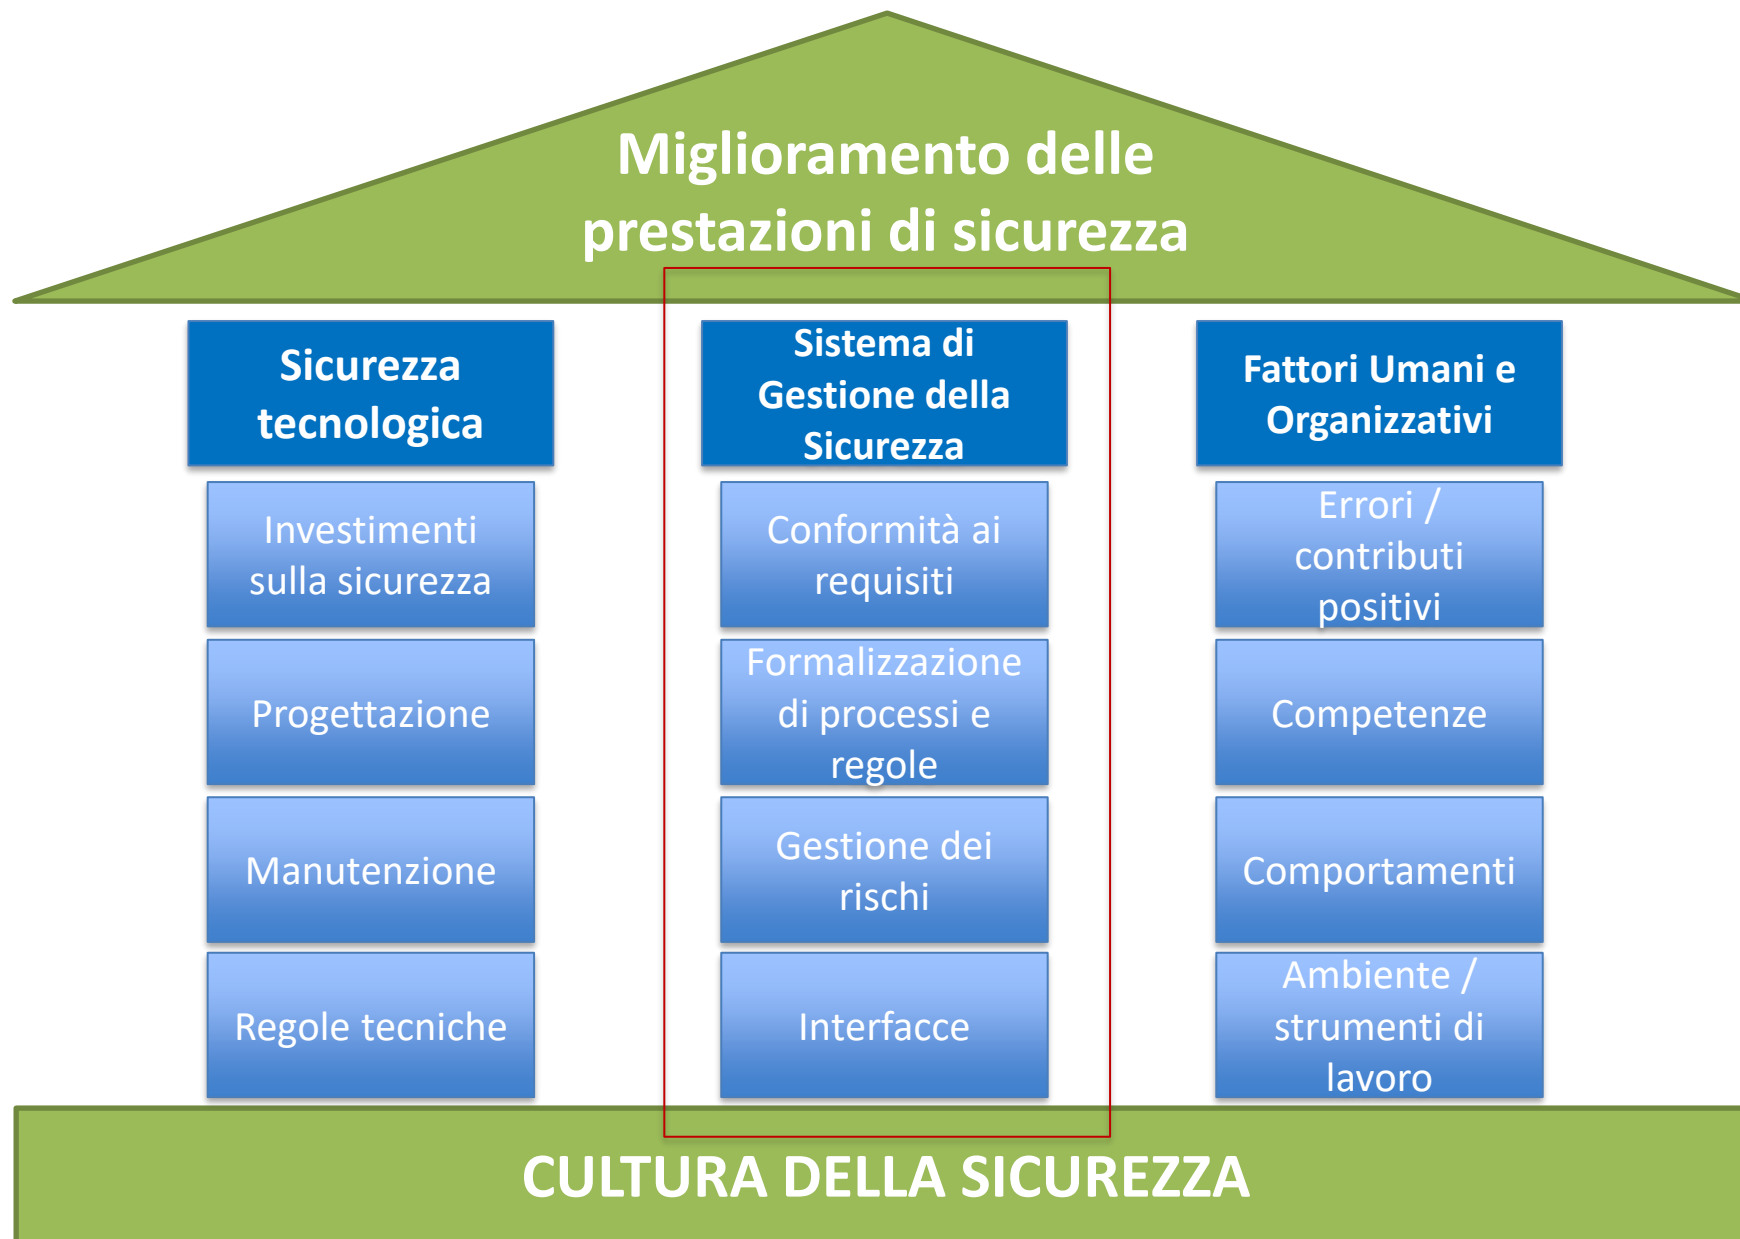 Miglioramento delle
prestazioni di sicurezza
Sicurezza
tecnologica
Investimenti
sulla sicurezza
Progettazione
Manutenzione
Regole tecniche
Sistema di
Gestione della
Sicurezza
Conformità ai
requisiti
Formalizzazione
di processi e
regole
Gestione dei
rischi
Interfacce
Fattori Umani e
Organizzativi
Errori /
contributi
positivi
Competenze
Comportamenti
Ambiente /
strumenti di
lavoro
CULTURA DELLA SICUREZZA